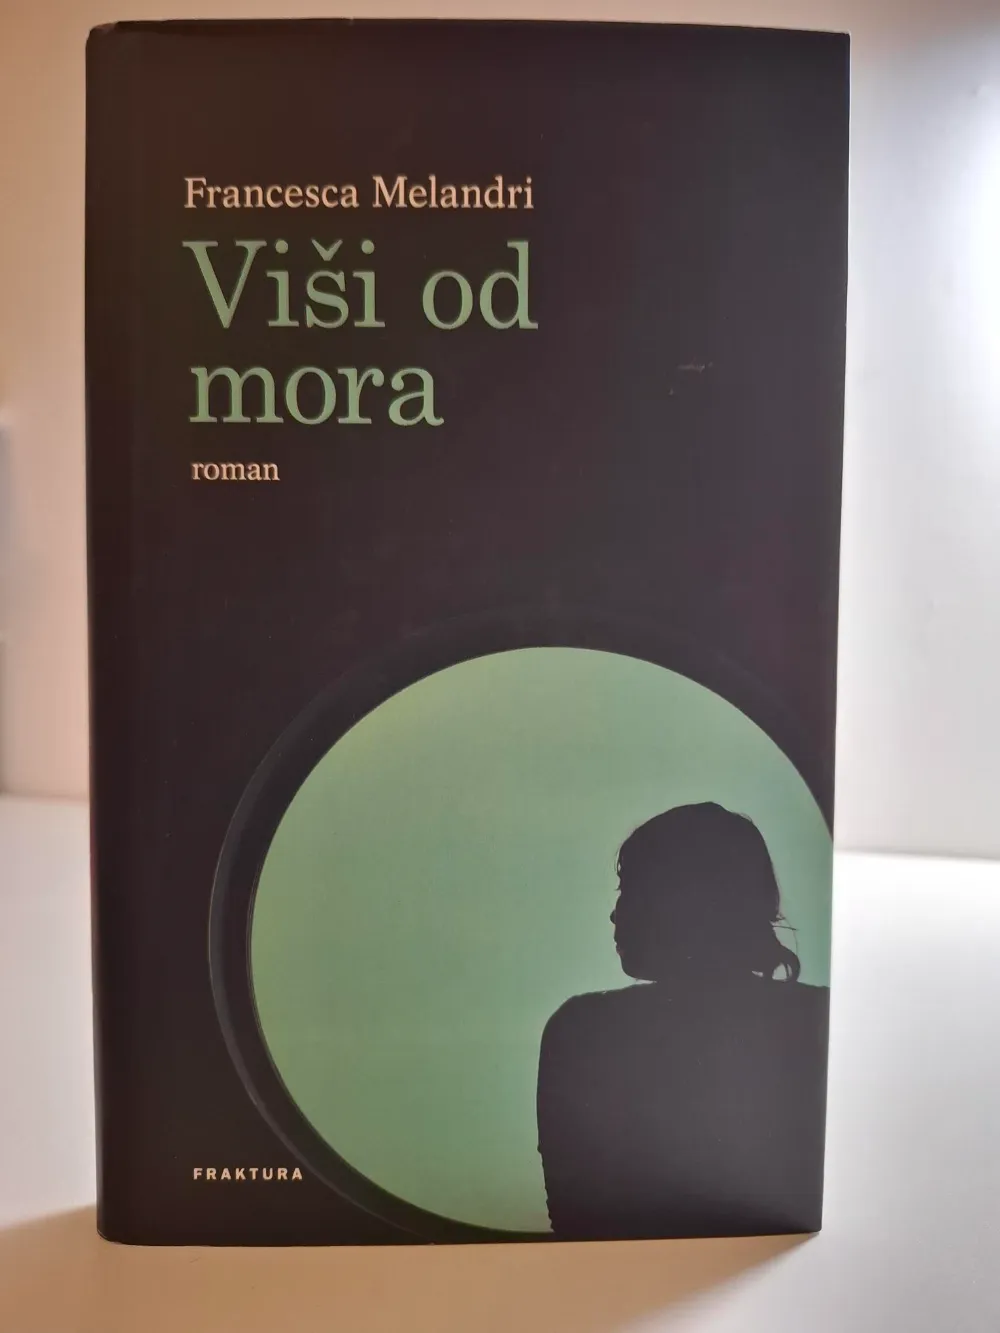 Francesca Melandri
Viši od
mora
roman
FRAKTURA